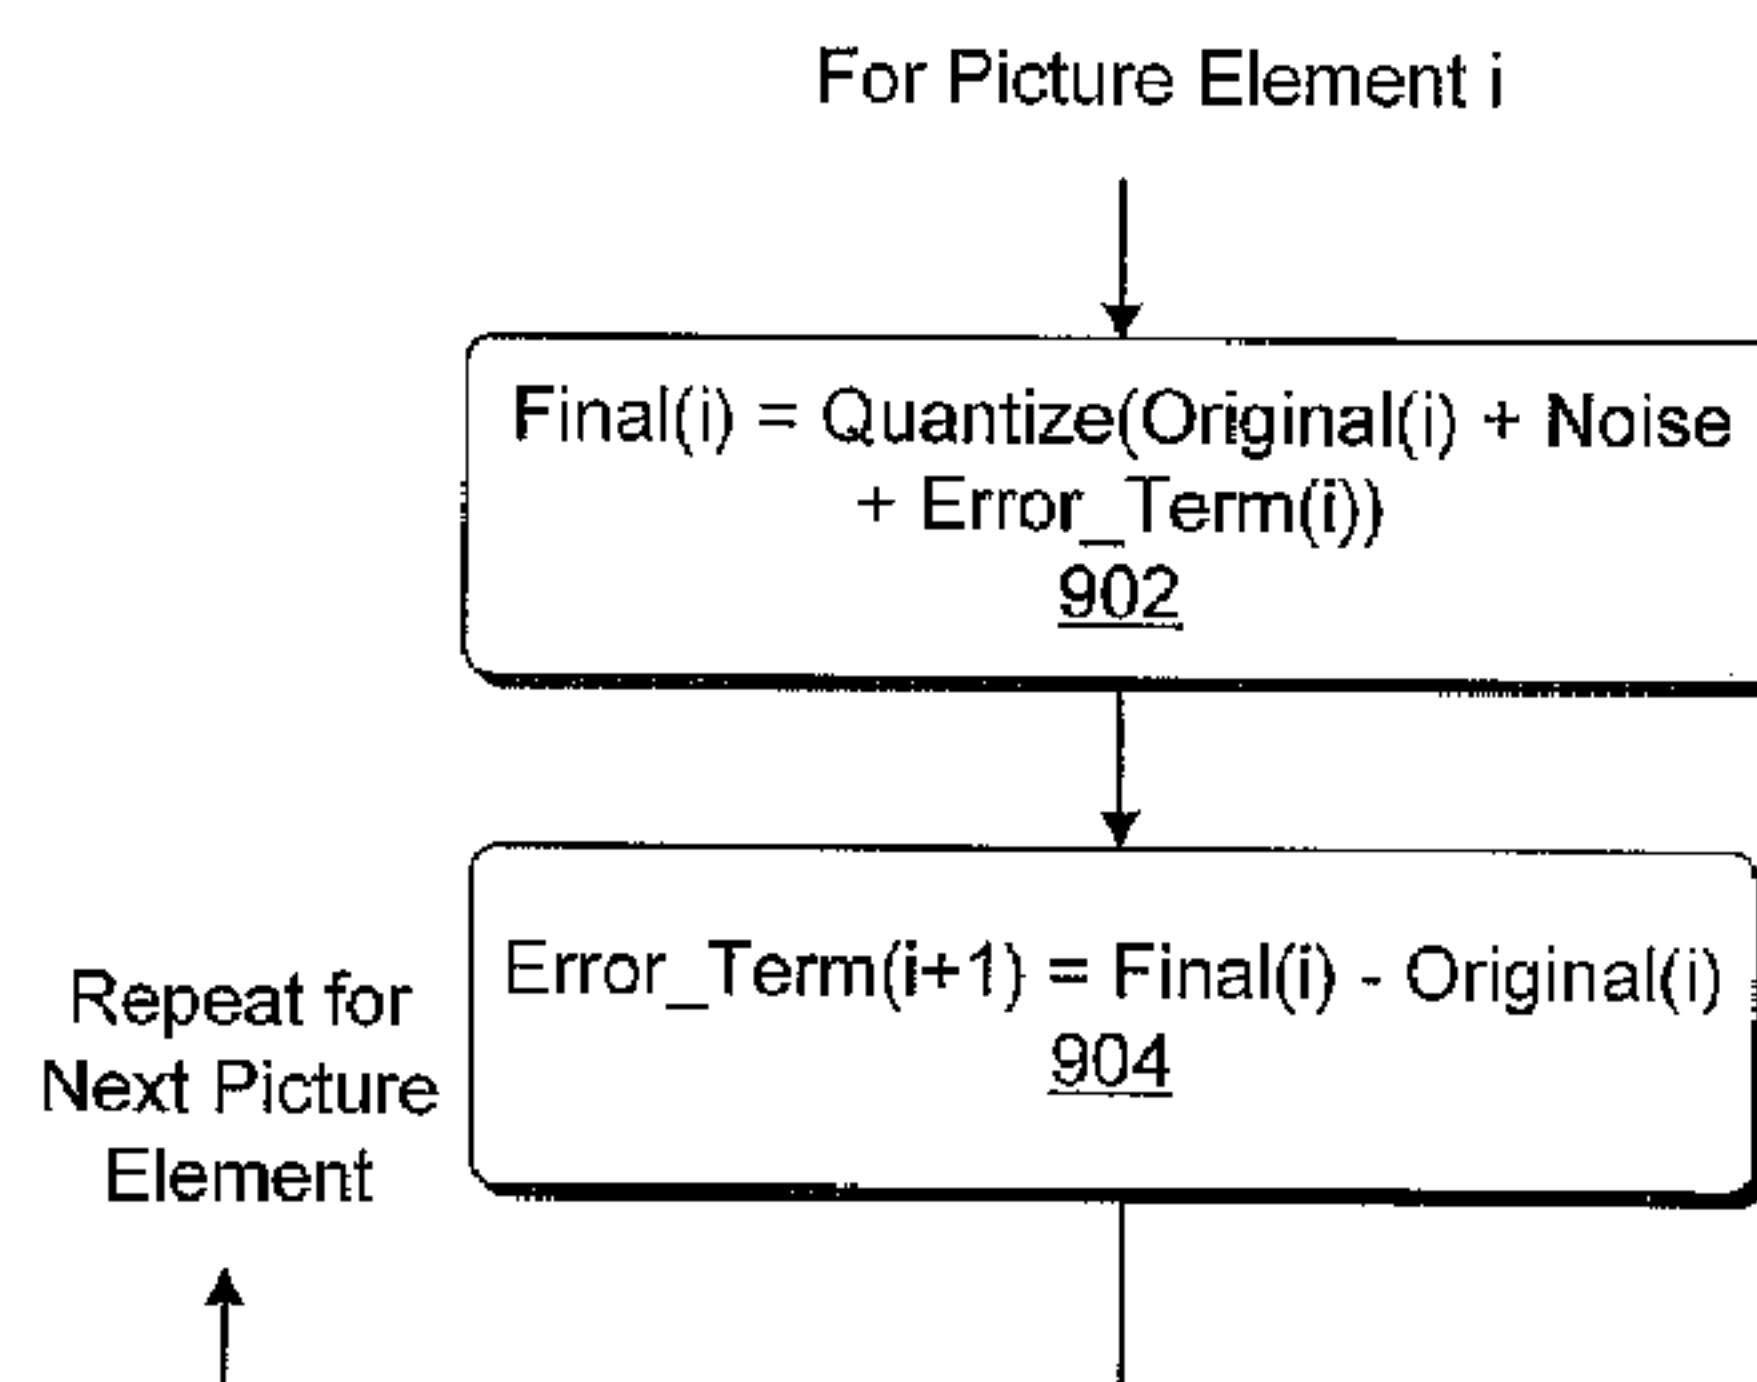 For Picture Element i
Final(i) = Quantize(Original(i) + Noise
+ Error_Term(i))
902
Error_Term(i+1) = Final(i) - Original(i)
904
Repeat for
Next Picture
Element